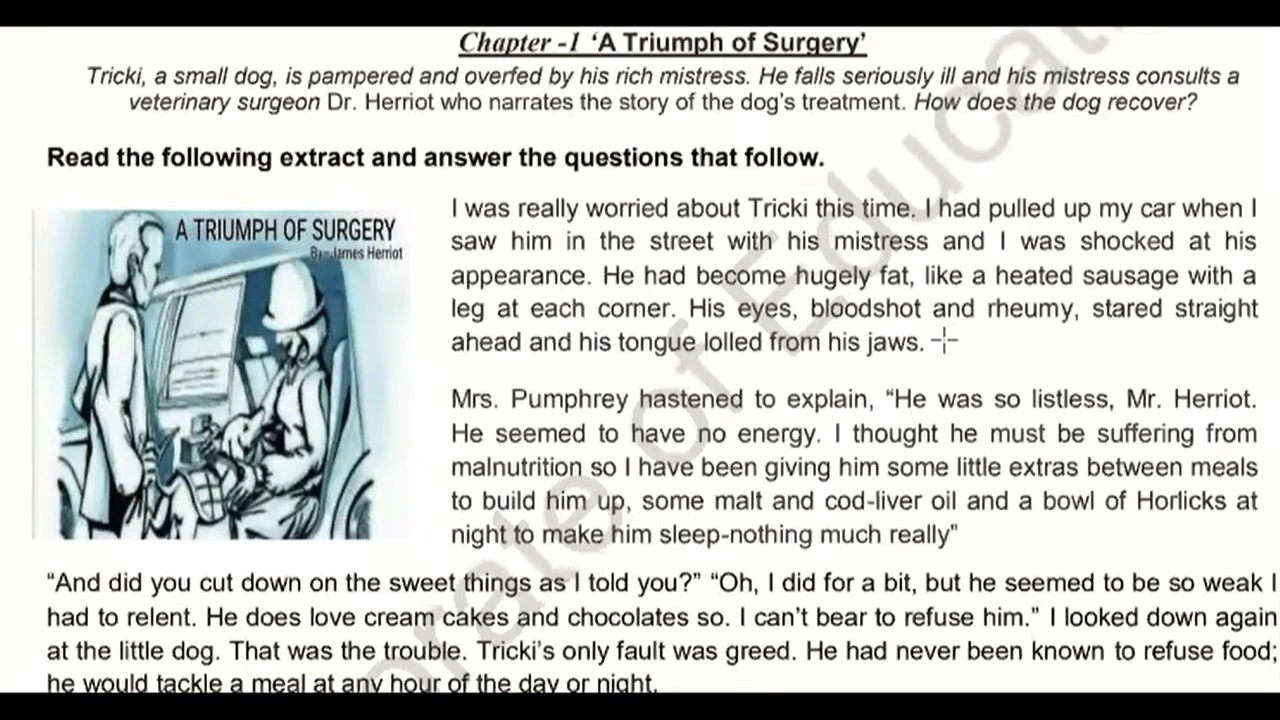 Chapter -1 ‘A Triumph of Surgery’
Tricki, a small dog, is pampered and overfed by his rich mistress. He falls seriously ill and his mistress consults a
veterinary surgeon Dr. Herriot who narrates the story of the dog's treatment. How does the dog recover?
Read the following extract and answer the questions that follow.
A TRIUMPH OF SURGERY
By- James Herriot
I was really worried about Tricki this time. I had pulled up my car when I
saw him in the street with his mistress and I was shocked at his
appearance. He had become hugely fat, like a heated sausage with a
leg at each corner. His eyes, bloodshot and rheumy, stared straight
ahead and his tongue lolled from his jaws.
Mrs. Pumphrey hastened to explain, “He was so listless, Mr. Herriot.
He seemed to have no energy. I thought he must be suffering from
malnutrition so I have been giving him some little extras between meals
to build him up, some malt and cod-liver oil and a bowl of Horlicks at
night to make him sleep-nothing much really”
“And did you cut down on the sweet things as I told you?” “Oh, I did for a bit, but he seemed to be so weak I
had to relent. He does love cream cakes and chocolates so. I can't bear to refuse him.” I looked down again
at the little dog. That was the trouble. Tricki's only fault was greed. He had never been known to refuse food;
he would tackle a meal at any hour of the day or night.
orate of Educati